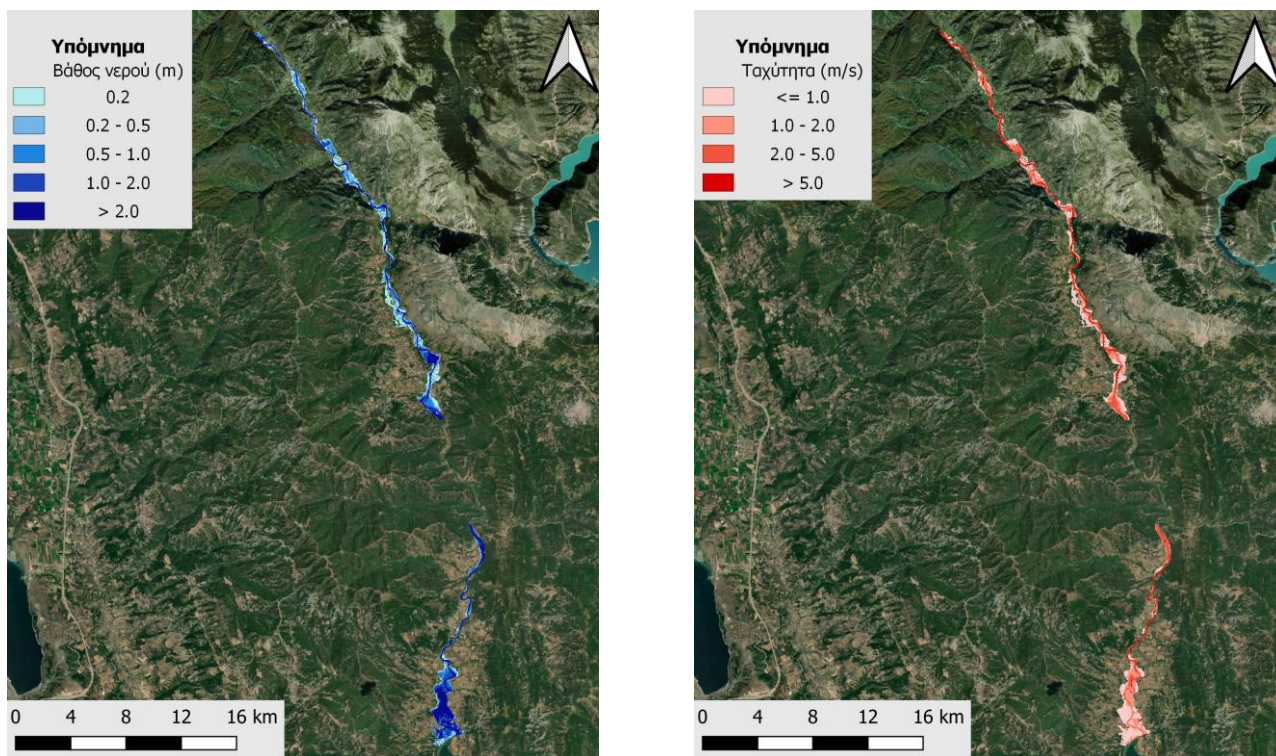 Υπόμνημα
Βάθος νερού (m)
0.2
0.2 - 0.5
0.5 - 1.0
1.0 - 2.0
> 2.0
0 4 8 12 16 km
Υπόμνημα
Ταχύτητα (m/s)
<= 1.0
1.0 - 2.0
2.0 - 5.0
> 5.0
0 4 8 12 16 km